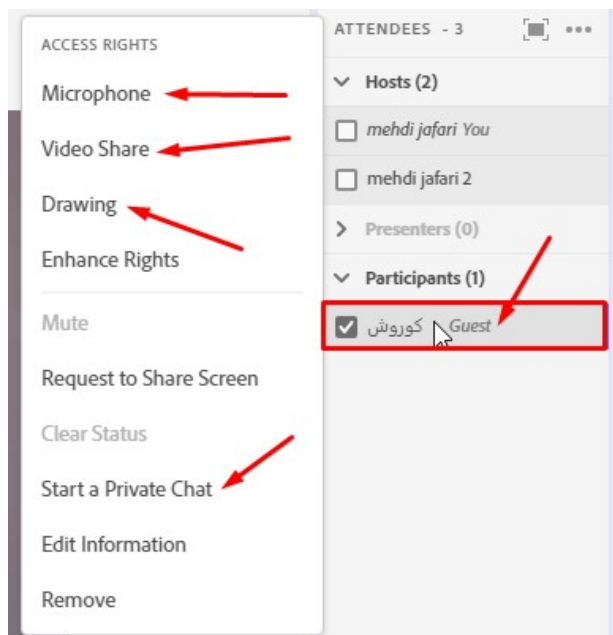 ACCESS RIGHTS
Microphone
Video Share
Drawing
Enhance Rights
Mute
Request to Share Screen
Clear Status
Start a Private Chat
Edit Information
Remove
ATTENDEES - 3
Hosts (2)
mehdi jafari You
mehdi jafari 2
Presenters (0)
Participants (1)
کوروش Guest